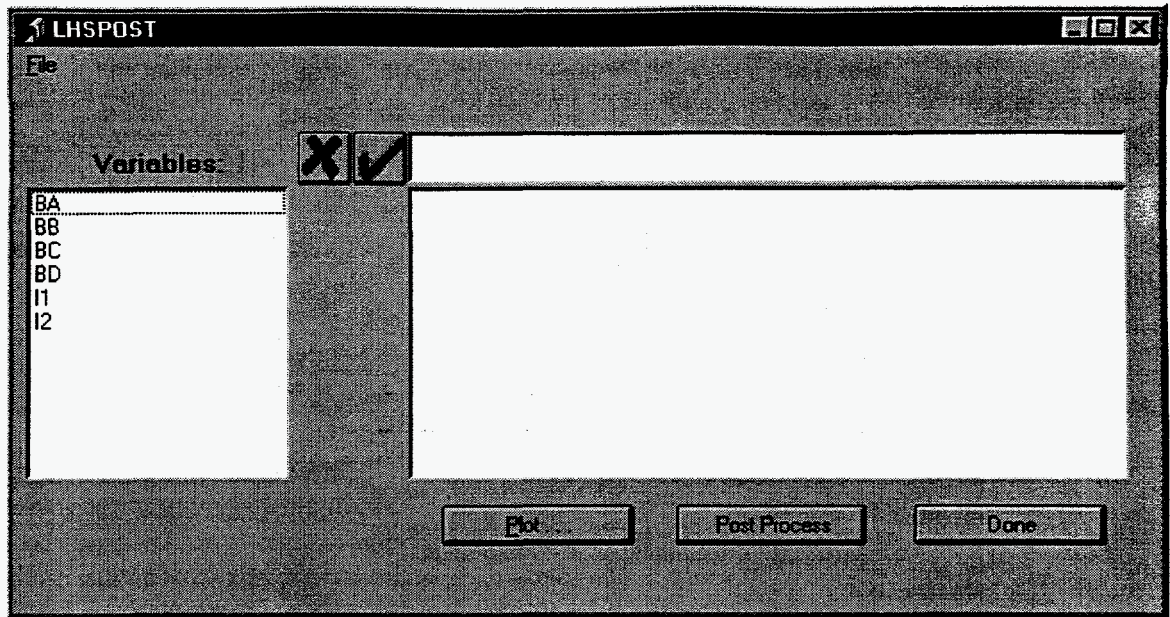 LHSPOST
File
Variables:
BA
BB
BC
BD
I1
I2
Plot . . .
Post Process
Done